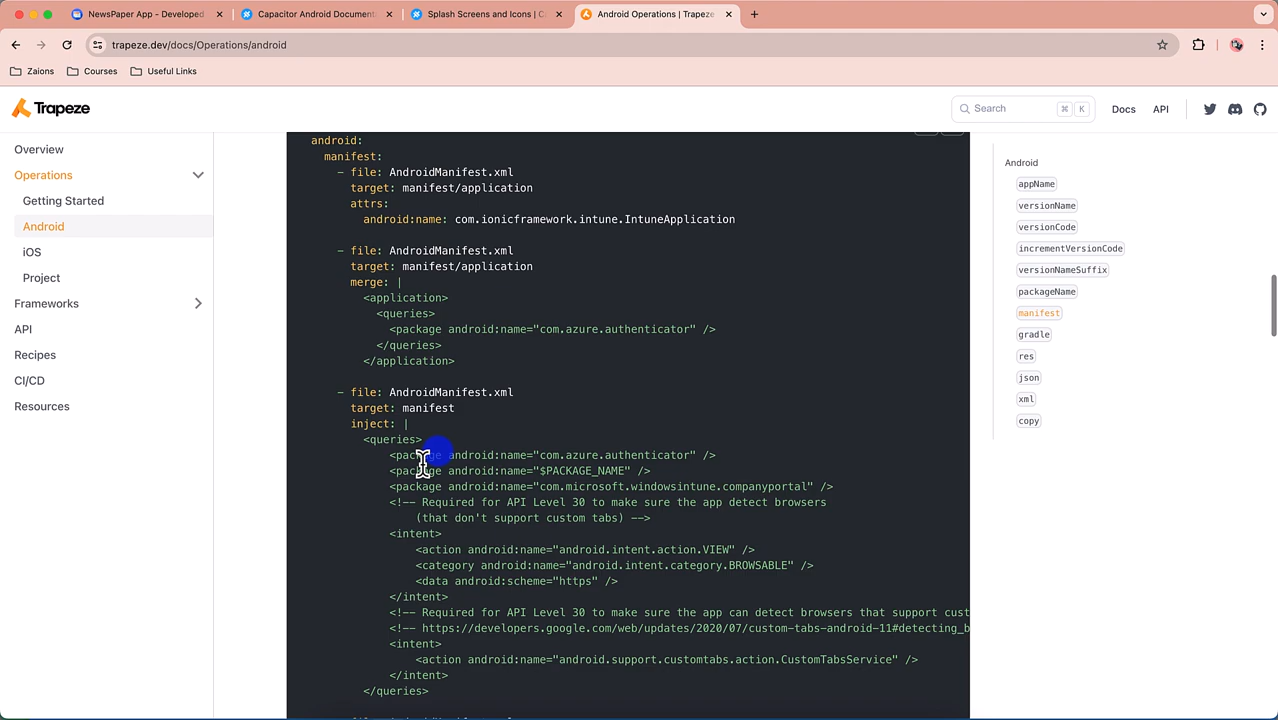 NewsPaper App - Developed
Capacitor Android Documenta
Splash Screens and Icons | C
Android Operations | Trapeze
trapeze.dev/docs/Operations/android
Zaions
Courses
Useful Links
Trapeze
Search
⌘ K
Docs
API
Overview
Operations
Getting Started
Android
iOS
Project
Frameworks
API
Recipes
CI/CD
Resources
android:
manifest:
- file: AndroidManifest.xml
target: manifest/application
attrs:
android:name: com.ionicframework.intune.IntuneApplication
- file: AndroidManifest.xml
target: manifest/application
merge: |
<application>
<queries>
<package android:name="com.azure.authenticator" />
</queries>
</application>
- file: AndroidManifest.xml
target: manifest
inject: |
<queries>
<package android:name="com.azure.authenticator" />
<package android:name="$PACKAGE_NAME" />
<package android:name="com.microsoft.windowsintune.companyportal" />
<!-- Required for API Level 30 to make sure the app detect browsers
(that don't support custom tabs) -->
<intent>
<action android:name="android.intent.action.VIEW" />
<category android:name="android.intent.category.BROWSABLE" />
<data android:scheme="https" />
</intent>
<!-- Required for API Level 30 to make sure the app can detect browsers that support cust
<!-- https://developers.google.com/web/updates/2020/07/custom-tabs-android-11#detecting_b
<intent>
<action android:name="android.support.customtabs.action.CustomTabsService" />
</intent>
</queries>
Android
appName
versionName
versionCode
incrementVersionCode
versionNameSuffix
packageName
manifest
gradle
res
json
xml
copy